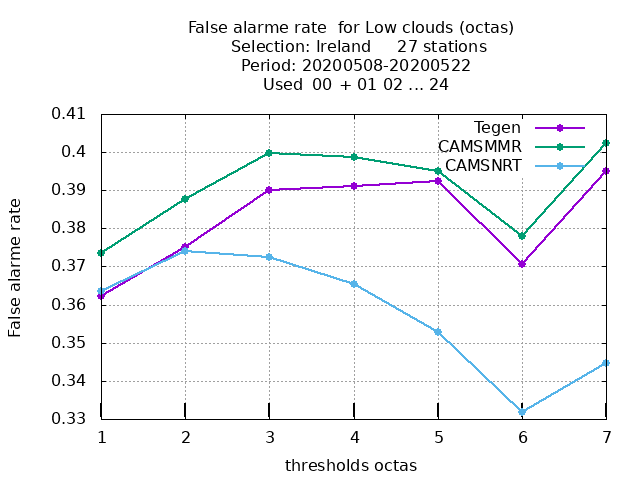 False alarme rate  for Low clouds (octas)
Selection: Ireland     27 stations
Period: 20200508-20200522
Used  00 + 01 02 ... 24
Tegen
CAMSMMR
CAMSNRT
0.41
0.4
0.39
0.38
0.37
0.36
0.35
0.34
0.33
False alarme rate
1 2 3 4 5 6 7
thresholds octas